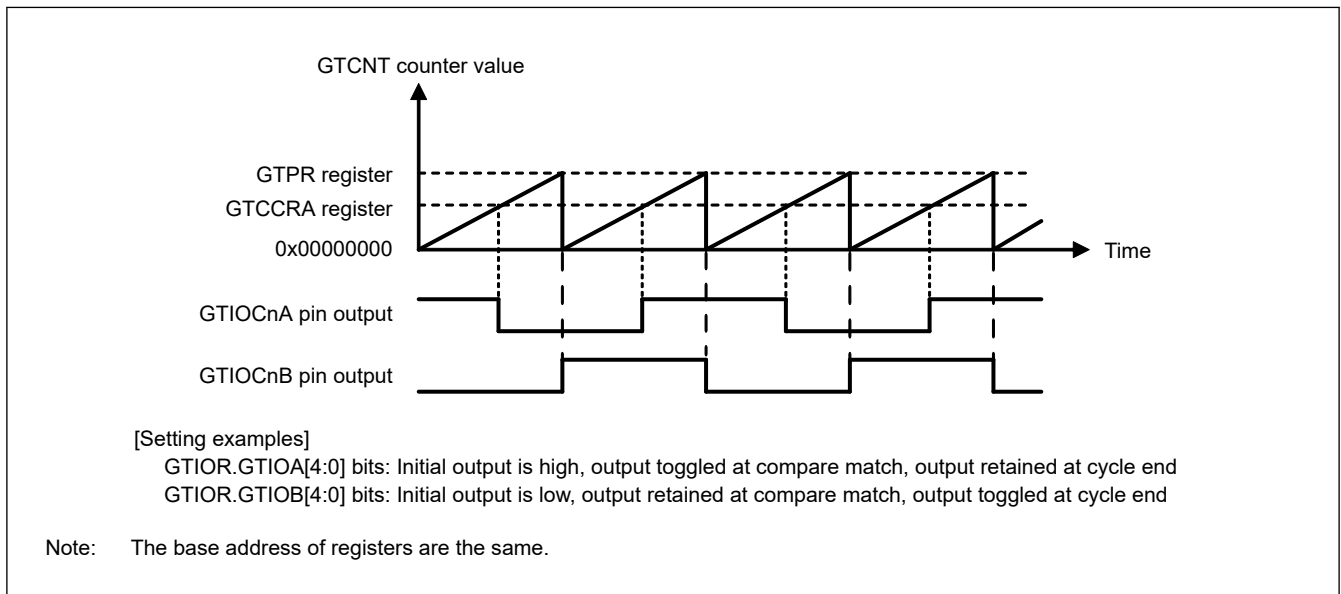 GTCNT counter value
GTPR register
GTCCRA register
0x00000000
Time
GTIOCnA pin output
GTIOCnB pin output
[Setting examples]
GTIOR.GTIOA[4:0] bits: Initial output is high, output toggled at compare match, output retained at cycle end
GTIOR.GTIOB[4:0] bits: Initial output is low, output retained at compare match, output toggled at cycle end
Note: The base address of registers are the same.